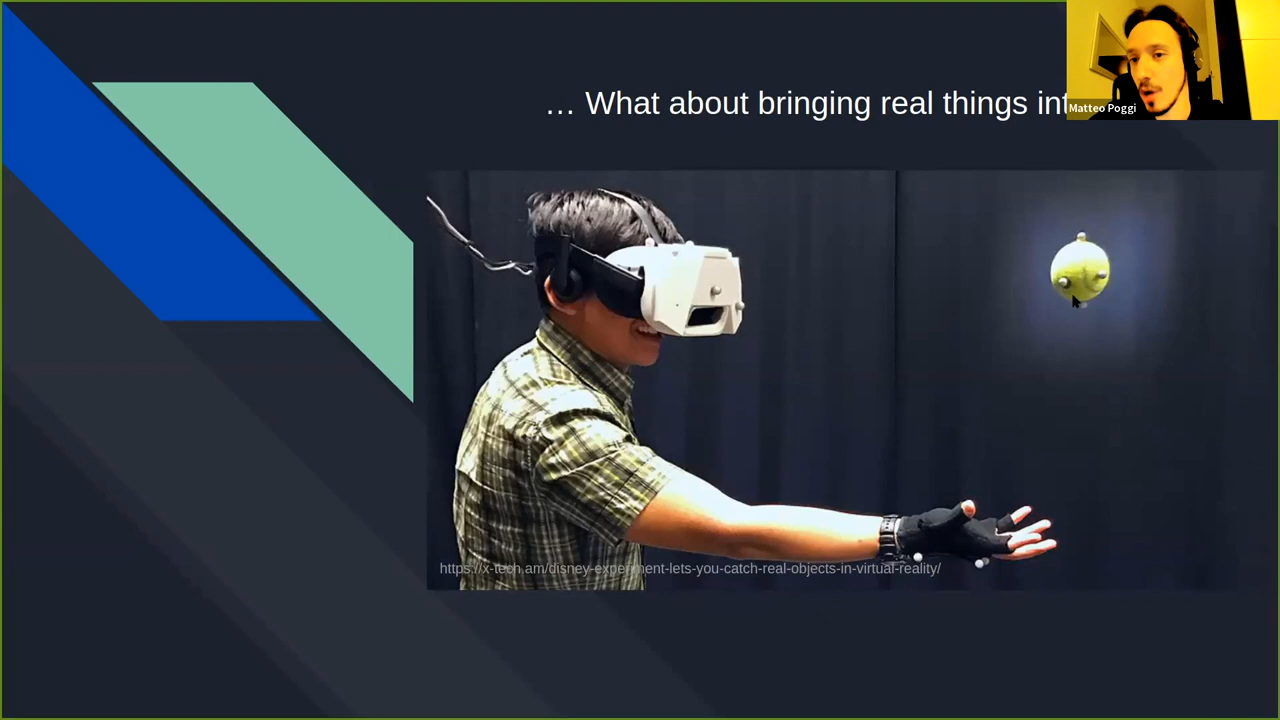 … What about bringing real things int
Matteo Poggi
https://x-tech.am/disney-experiment-lets-you-catch-real-objects-in-virtual-reality/